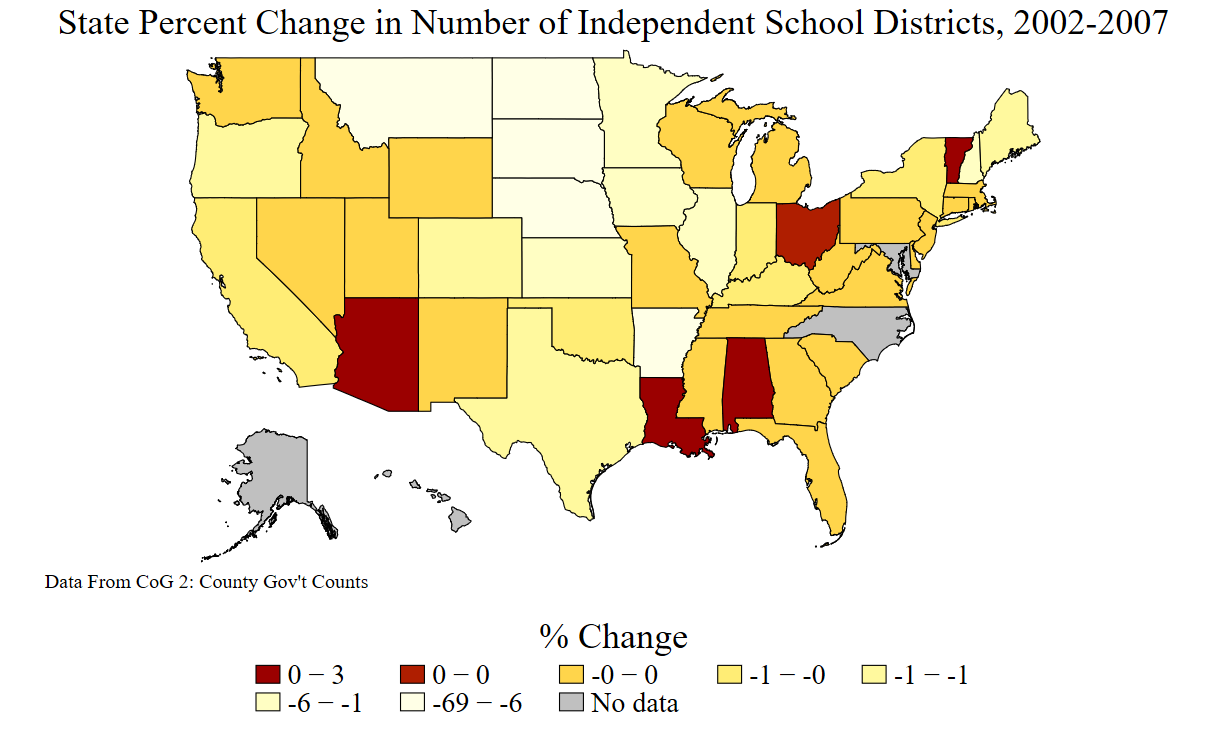 State Percent Change in Number of Independent School Districts, 2002-2007
Data From CoG 2: County Gov't Counts
% Change
0 − 3 0 − 0 -0 − 0 -1 − -0 -1 − -1
-6 − -1 -69 − -6 No data